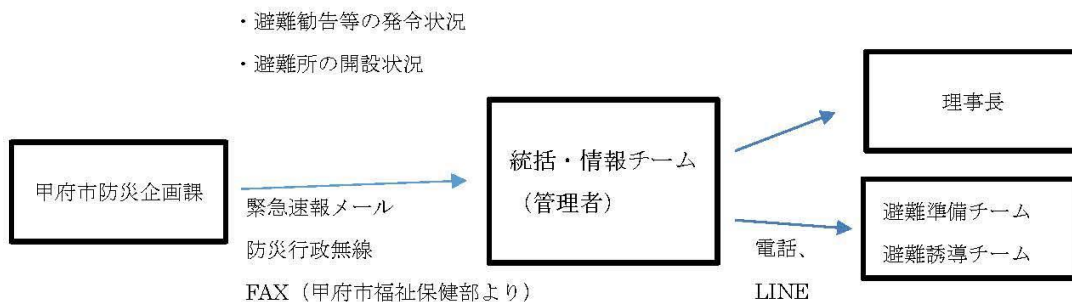 ・避難勧告等の発令状況
・避難所の開設状況
甲府市防災企画課
緊急速報メール
防災行政無線
FAX(甲府市福祉保健部より)
統括・情報チーム
(管理者)
電話、
LINE
理事長
避難準備チーム
避難誘導チーム